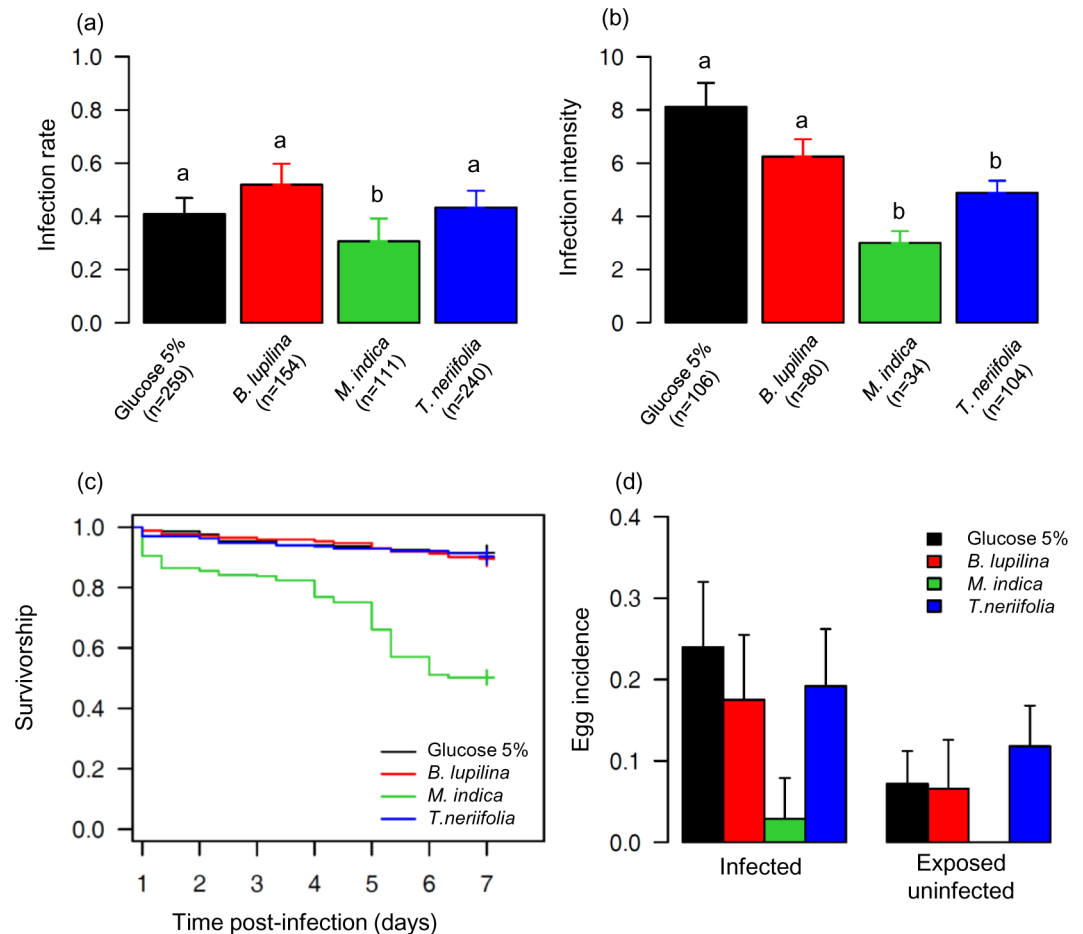 (a)
1.0
0.8
0.6
0.4
0.2
0.0
Infection rate
a
a
b
a
Glucose 5%
(n=259)
B. lupilina
(n=154)
M. indica
(n=111)
T. neriifolia
(n=240)
(b)
10
8
6
4
2
0
Infection intensity
a
a
b
b
Glucose 5%
(n=106)
B. lupilina
(n=80)
M. indica
(n=34)
T. neriifolia
(n=104)
(c)
1.0
0.8
0.6
0.4
0.2
0.0
Survivorship
Glucose 5%
B. lupilina
M. indica
T.neriifolia
1 2 3 4 5 6 7
Time post-infection (days)
(d)
0.4
0.3
0.2
0.1
0.0
Egg incidence
Glucose 5%
B. lupilina
M. indica
T.neriifolia
Infected
Exposed
uninfected